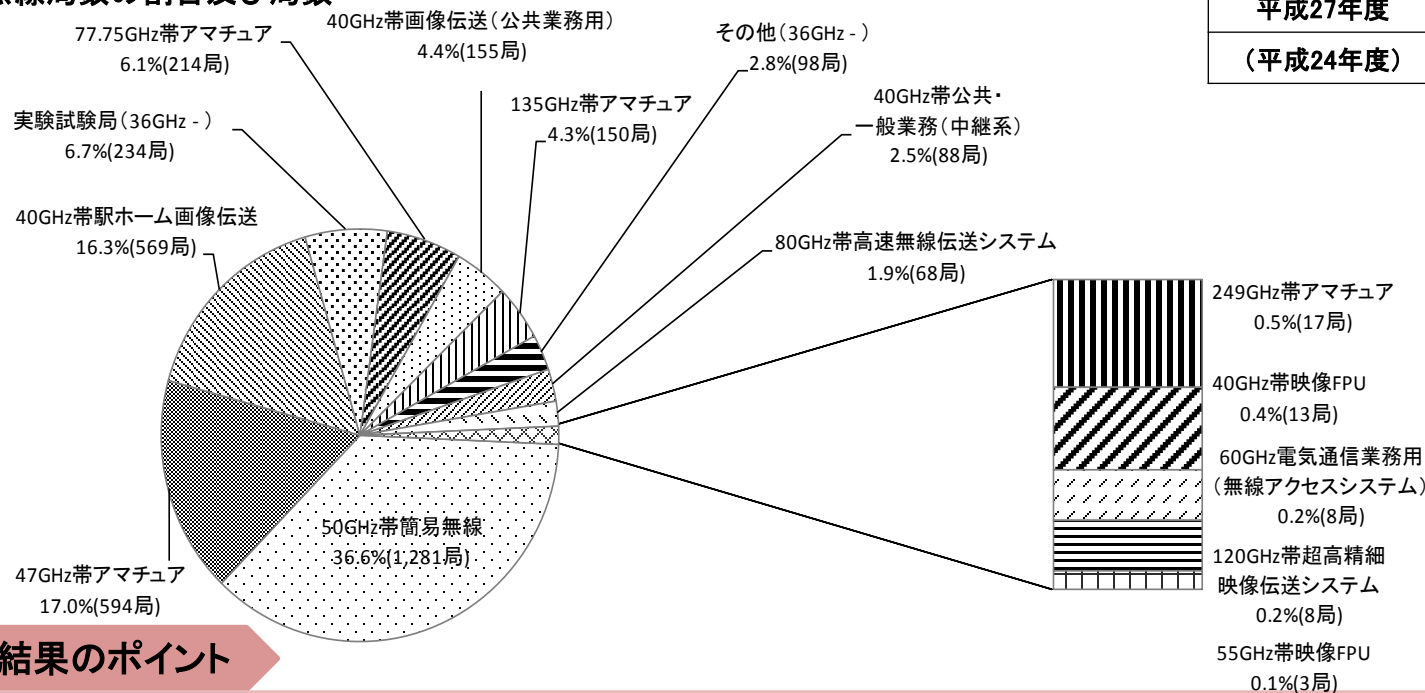 平成27年度
(平成24年度)
40GHz帯画像伝送(公共業務用)
4.4%(155局)
77.75GHz帯アマチュア
6.1%(214局)
その他(36GHz - )
2.8%(98局)
135GHz帯アマチュア
4.3%(150局)
40GHz帯公共・
一般業務(中継系)
2.5%(88局)
実験試験局(36GHz - )
6.7%(234局)
40GHz帯駅ホーム画像伝送
16.3%(569局)
80GHz帯高速無線伝送システム
1.9%(68局)
249GHz帯アマチュア
0.5%(17局)
40GHz帯映像FPU
0.4%(13局)
60GHz電気通信業務用
(無線アクセスシステム)
0.2%(8局)
120GHz帯超高精細
映像伝送システム
0.2%(8局)
55GHz帯映像FPU
0.1%(3局)
50GHz帯簡易無線
36.6%(1,281局)
47GHz帯アマチュア
17.0%(594局)
結果のポイント